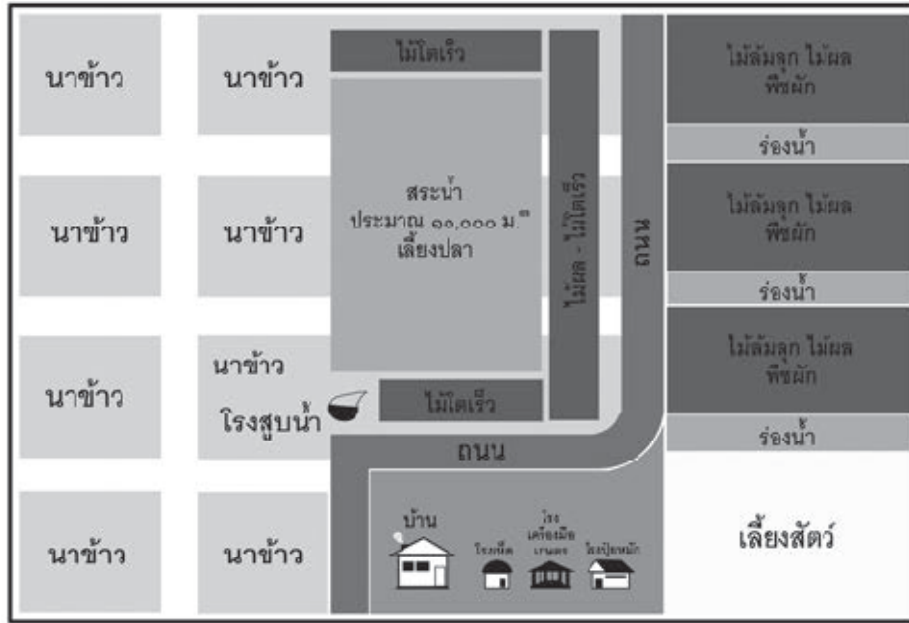 นาข้าว
นาข้าว
ไม้โตเร็ว
ไม้ล้มลุก ไม้ผล
พืชผัก
ร่องน้ำ
สระน้ำ
ประมาณ ๑๐,๐๐๐ ม.๓
เลี้ยงปลา
ไม้ผล - ไม้โตเร็ว
ถนน
นาข้าว
นาข้าว
ไม้ล้มลุก ไม้ผล
พืชผัก
ร่องน้ำ
นาข้าว
นาข้าว
โรงสูบน้ำ
ไม้โตเร็ว
ไม้ล้มลุก ไม้ผล
พืชผัก
ร่องน้ำ
ถนน
นาข้าว
นาข้าว
บ้าน
โรงเห็ด
โรง
เครื่องมือ
เกษตร
โรงปุ๋ยหมัก
เลี้ยงสัตว์